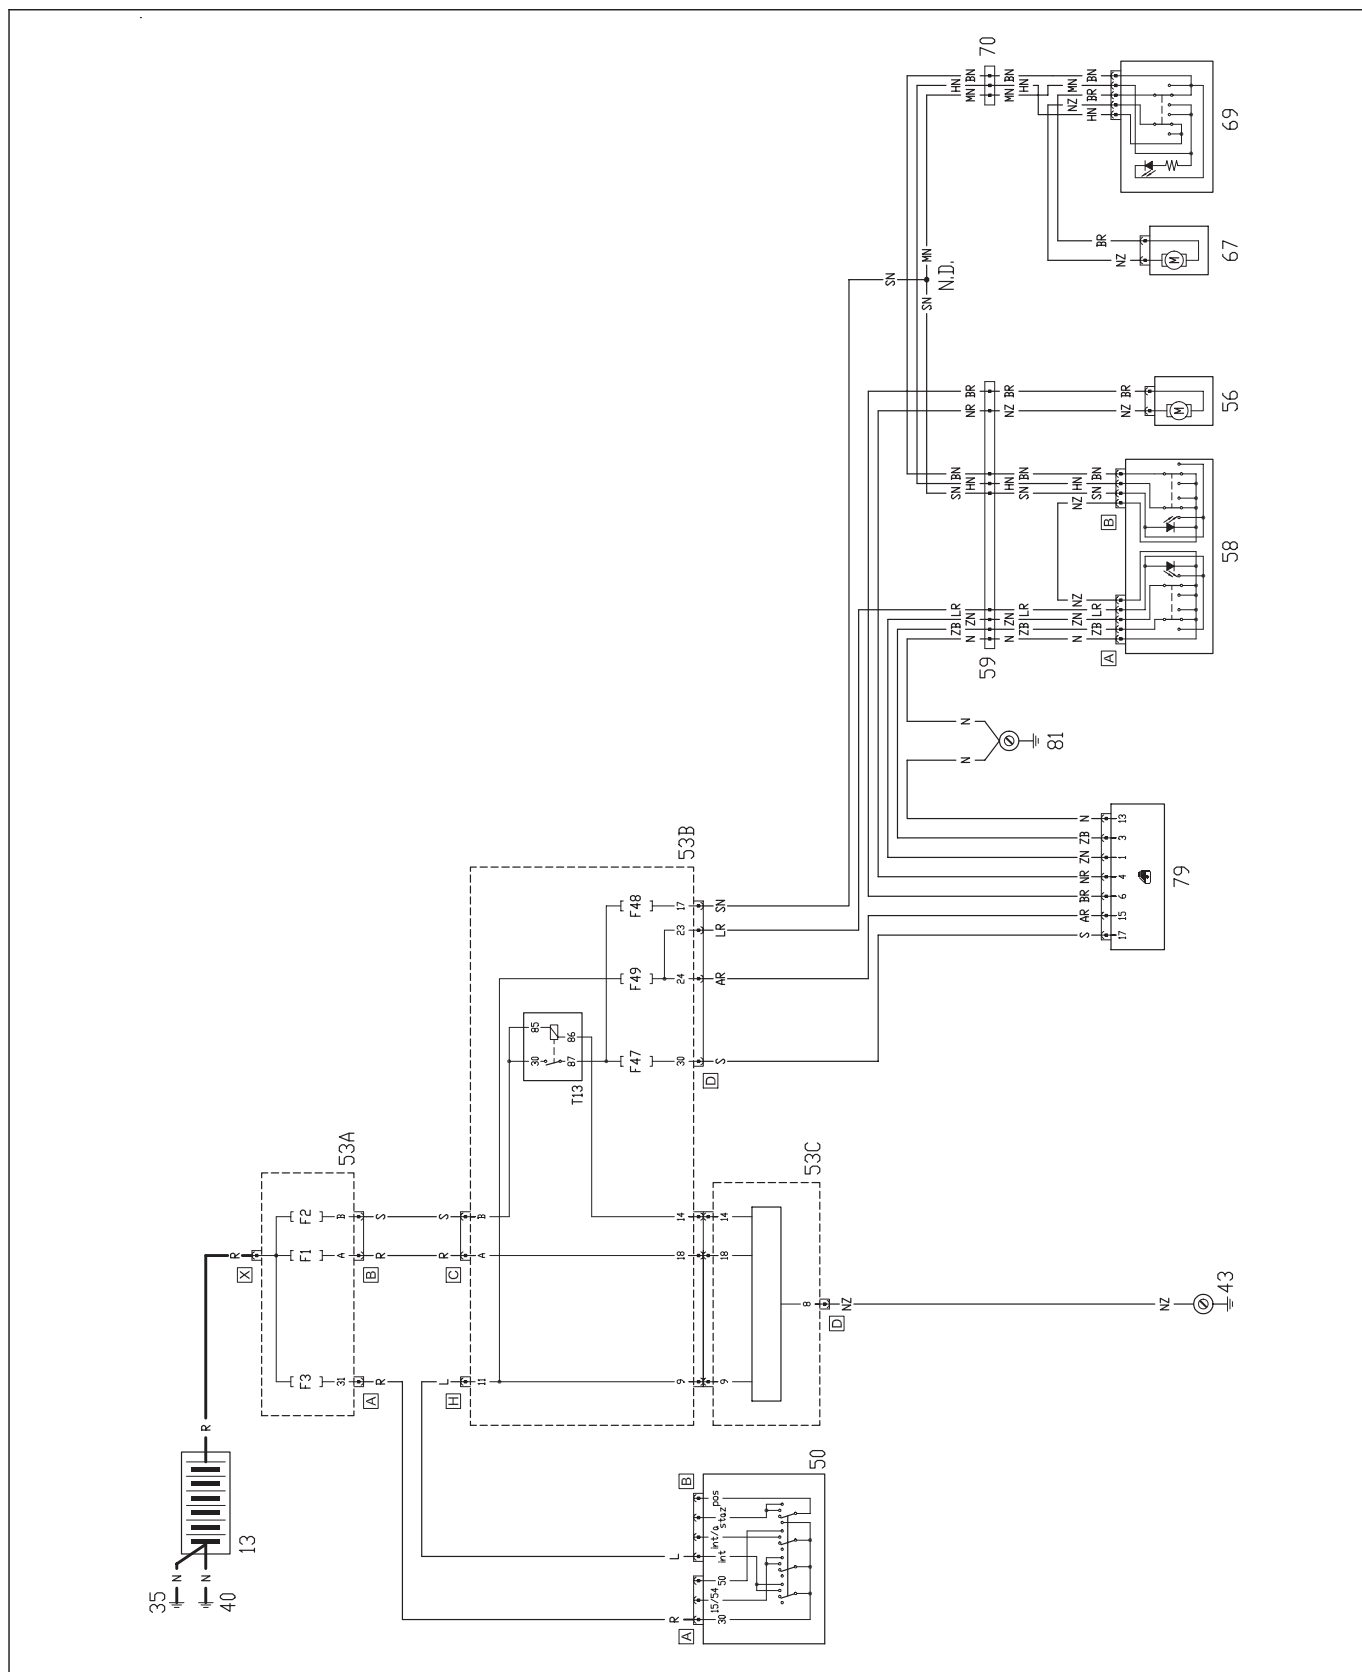 70
BN
HN
MN
BN
HN
MN
BN
MN
BR
NZ
HN
69
BR
NZ
M
67
MN
SN
N.D.
SN
BR
NR
BR
NZ
BR
NZ
M
56
BN
HN
SN
BN
HN
SN
BN
HN
SN
NZ
B
58
NZ
LR
ZN
ZB
N
LR
ZN
ZB
N
LR
ZN
ZB
N
A
59
N
N
81
N
ZB
ZN
NR
BR
AR
S
13
3
1
4
6
15
17
79
53B
F48
17
SN
23
LR
F49
24
AR
F47
30
S
D
85
86
30
87
T13
53A
F2
B
S
S
B
F1
A
R
R
A
F3
31
R
X
R
B
A
C
L
H
11
14
18
9
53C
14
18
9
8
D
NZ
NZ
43
R
13
N
N
35
40
50
B
pos
staz
int/a
int
L
50
15/54
30
R
A